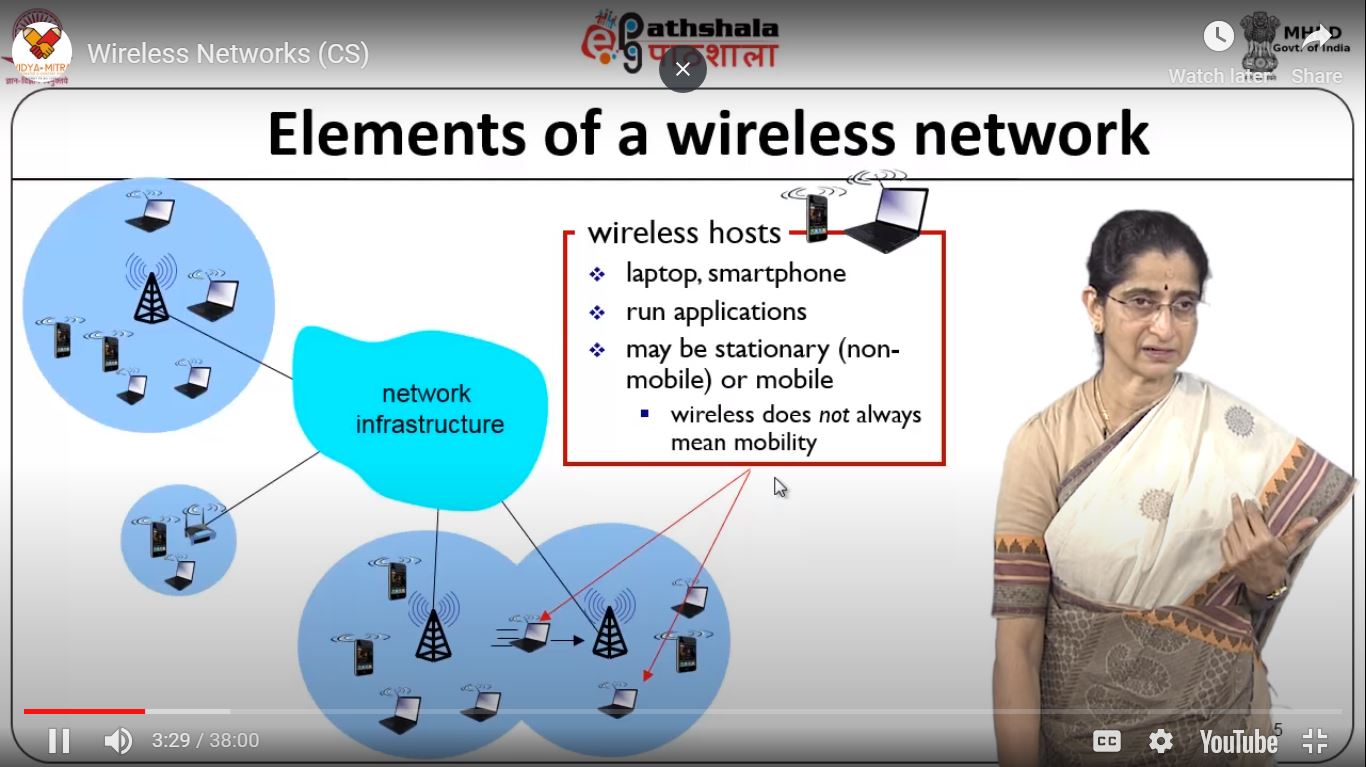 VIDYA-MITRA
Wireless Networks (CS)
ePathshala
पाठशाला
MHRD
Govt. of India
Watch later
Share
Elements of a wireless network
wireless hosts
laptop, smartphone
run applications
may be stationary (non-
mobile) or mobile
wireless does not always
mean mobility
network
infrastructure
5
3:29 / 38:00
CC
YouTube